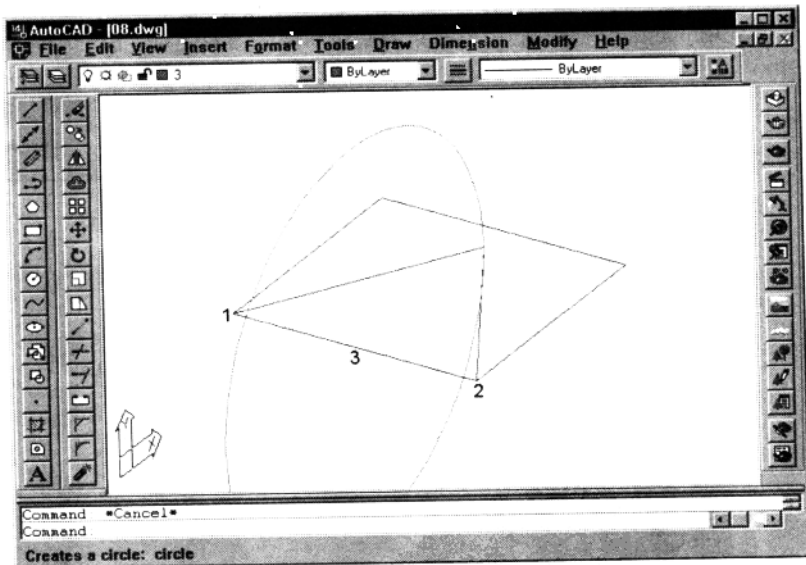 AutoCAD - [08.dwg]
File Edit View Insert Format Tools Draw Dimension Modify Help
3 ByLayer ByLayer
1
3
2
Command *Cancel*
Command
Creates a circle: circle